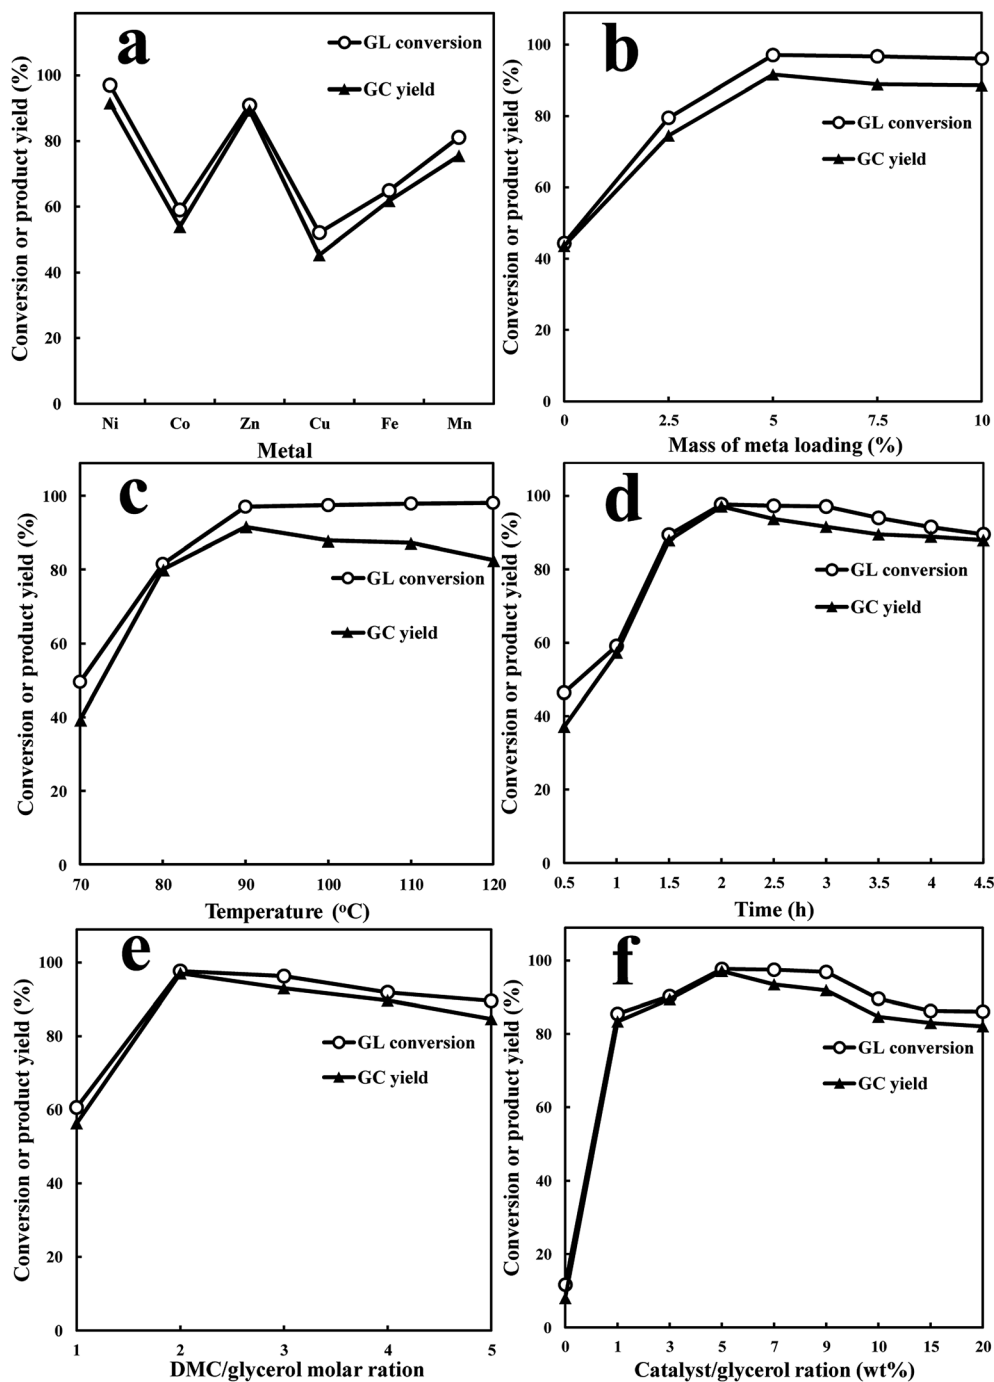 a
GL conversion
GC yield
Conversion or product yield (%)
100
80
60
40
20
0
Ni Co Zn Cu Fe Mn
Metal
b
GL conversion
GC yield
Conversion or product yield (%)
100
80
60
40
20
0
0 2.5 5 7.5 10
Mass of meta loading (%)
c
GL conversion
GC yield
Conversion or product yield (%)
100
80
60
40
20
0
70 80 90 100 110 120
Temperature (oC)
d
GL conversion
GC yield
Conversion or product yield (%)
100
80
60
40
20
0
0.5 1 1.5 2 2.5 3 3.5 4 4.5
Time (h)
e
GL conversion
GC yield
Conversion or product yield (%)
100
80
60
40
20
0
1 2 3 4 5
DMC/glycerol molar ration
f
GL conversion
GC yield
Conversion or product yield (%)
100
80
60
40
20
0
0 1 3 5 7 9 10 15 20
Catalyst/glycerol ration (wt%)